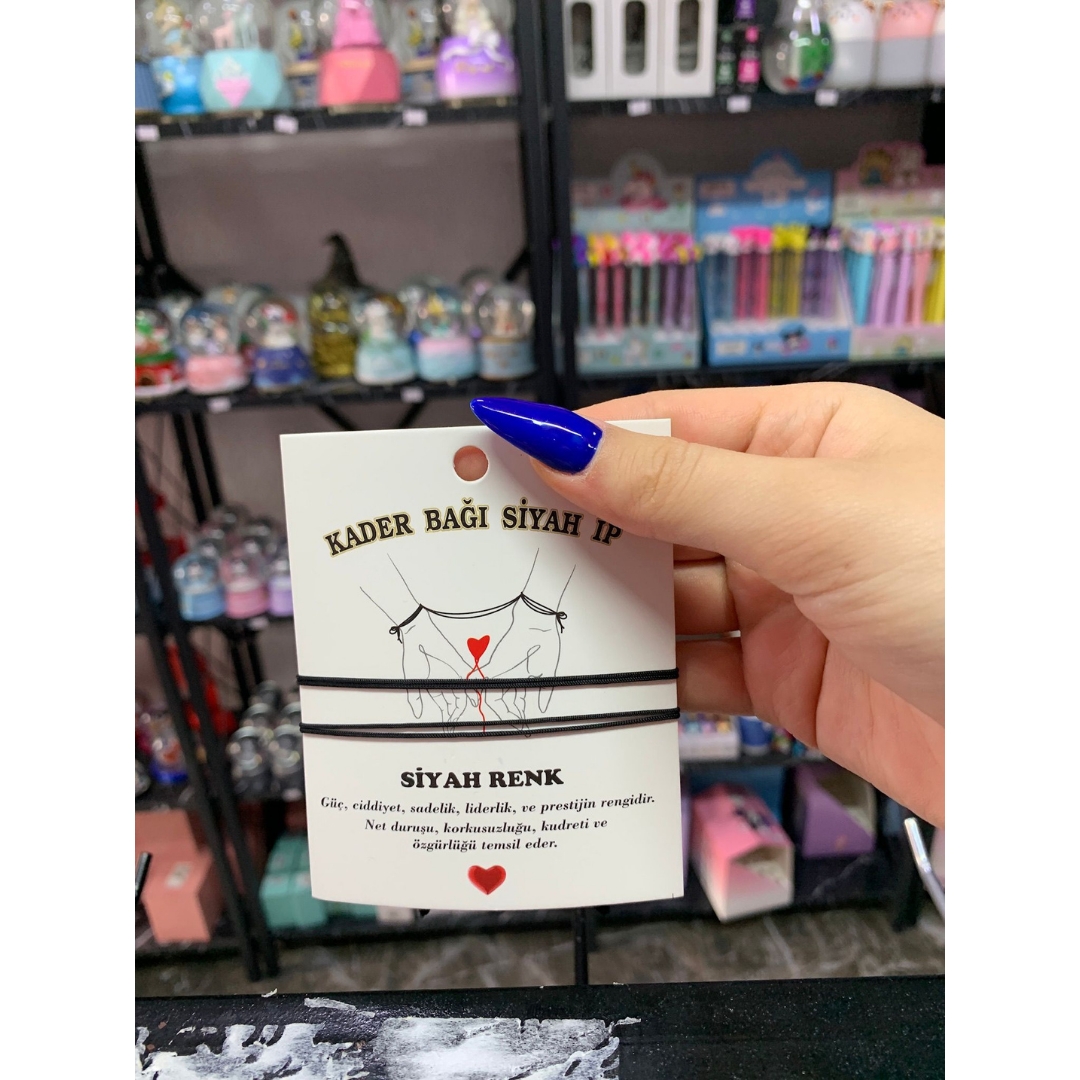 KADER BAĞI SİYAH IP
SİYAH RENK
Güç, ciddiyet, sadelik, liderlik, ve prestijin rengidir.
Net duruşu, korkusuzluğu, kudreti ve
özgürlüğü temsil eder.